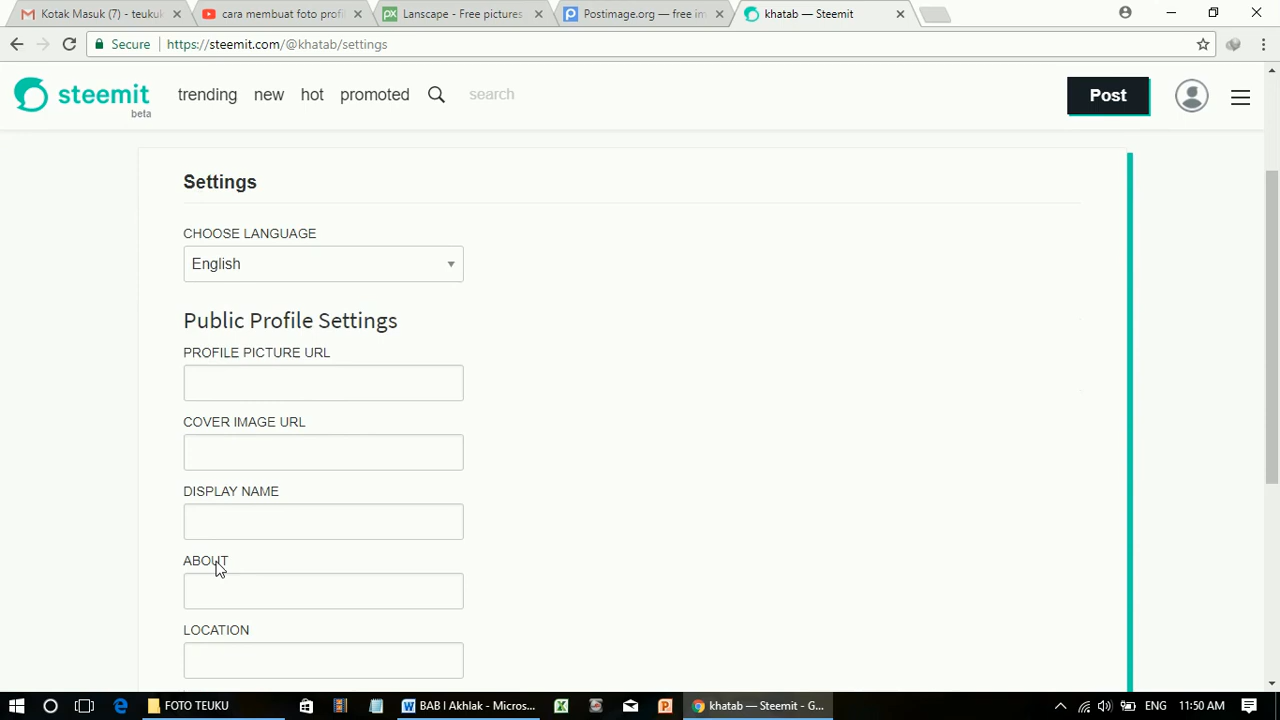 Kotak Masuk (7) - teukuk
cara membuat foto profil
Lanscape - Free pictures
Postimage.org — free im
khatab — Steemit
Secure
https://steemit.com/@khatab/settings
steemit
beta
trending
new
hot
promoted
search
Post
Settings
CHOOSE LANGUAGE
English
Public Profile Settings
PROFILE PICTURE URL
COVER IMAGE URL
DISPLAY NAME
ABOUT
LOCATION
FOTO TEUKU
BAB I Akhlak - Micros...
khatab — Steemit - G...
ENG
11:50 AM